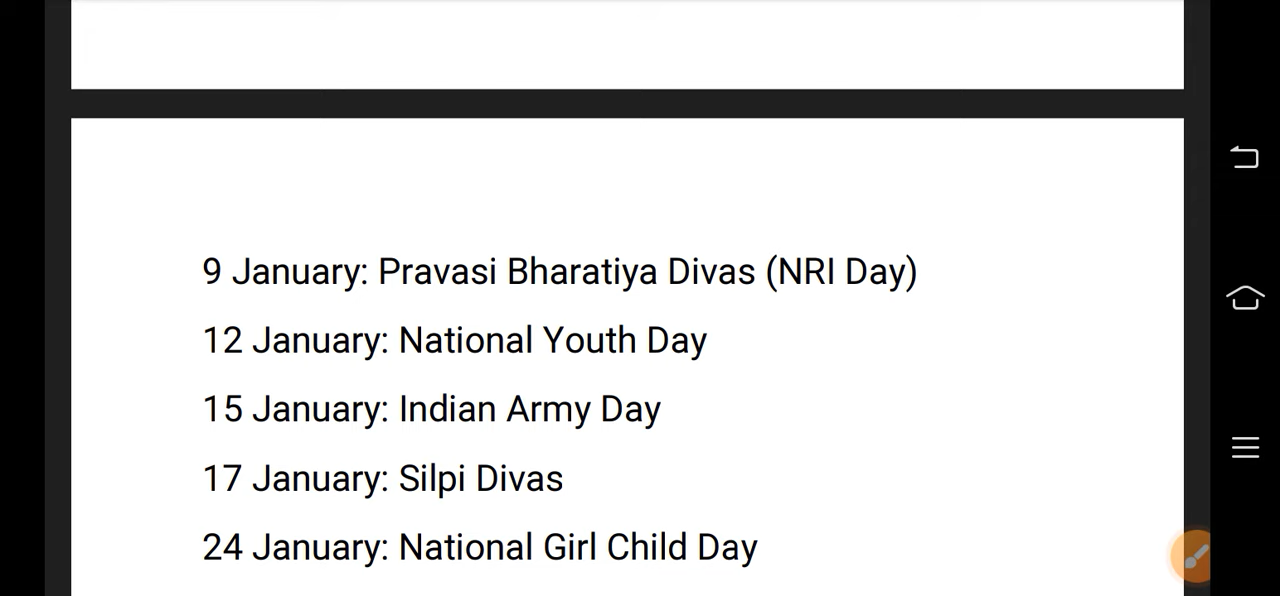 9 January: Pravasi Bharatiya Divas (NRI Day)
12 January: National Youth Day
15 January: Indian Army Day
17 January: Silpi Divas
24 January: National Girl Child Day